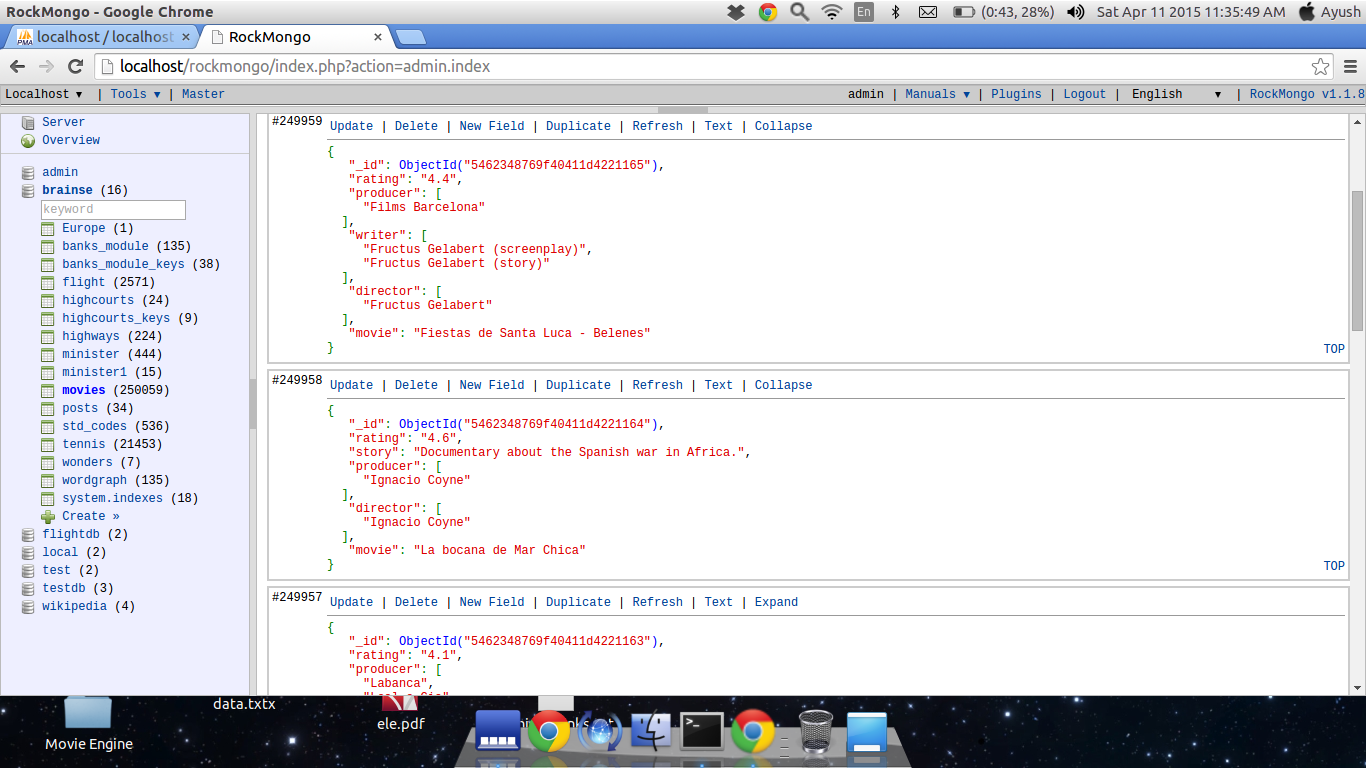 RockMongo - Google Chrome
En
(0:43, 28%)
Sat Apr 11 2015 11:35:49 AM
Ayush
PMA
localhost / localhost
RockMongo
localhost/rockmongo/index.php?action=admin.index
Localhost ▼ | Tools ▼ | Master
admin | Manuals ▼ | Plugins | Logout | English ▼ | RockMongo v1.1.8
Server
Overview
admin
brainse (16)
keyword
Europe (1)
banks_module (135)
banks_module_keys (38)
flight (2571)
highcourts (24)
highcourts_keys (9)
highways (224)
minister (444)
minister1 (15)
movies (250059)
posts (34)
std_codes (536)
tennis (21453)
wonders (7)
wordgraph (135)
system.indexes (18)
Create »
flightdb (2)
local (2)
test (2)
testdb (3)
wikipedia (4)
#249959
Update | Delete | New Field | Duplicate | Refresh | Text | Collapse
{
"_id": ObjectId("5462348769f40411d4221165"),
"rating": "4.4",
"producer": [
"Films Barcelona"
],
"writer": [
"Fructus Gelabert (screenplay)",
"Fructus Gelabert (story)"
],
"director": [
"Fructus Gelabert"
],
"movie": "Fiestas de Santa Luca - Belenes"
}
TOP
#249958
Update | Delete | New Field | Duplicate | Refresh | Text | Collapse
{
"_id": ObjectId("5462348769f40411d4221164"),
"rating": "4.6",
"story": "Documentary about the Spanish war in Africa.",
"producer": [
"Ignacio Coyne"
],
"director": [
"Ignacio Coyne"
],
"movie": "La bocana de Mar Chica"
}
TOP
#249957
Update | Delete | New Field | Duplicate | Refresh | Text | Expand
{
"_id": ObjectId("5462348769f40411d4221163"),
"rating": "4.1",
"producer": [
"Labanca",
data.txtx
ele.pdf
Movie Engine